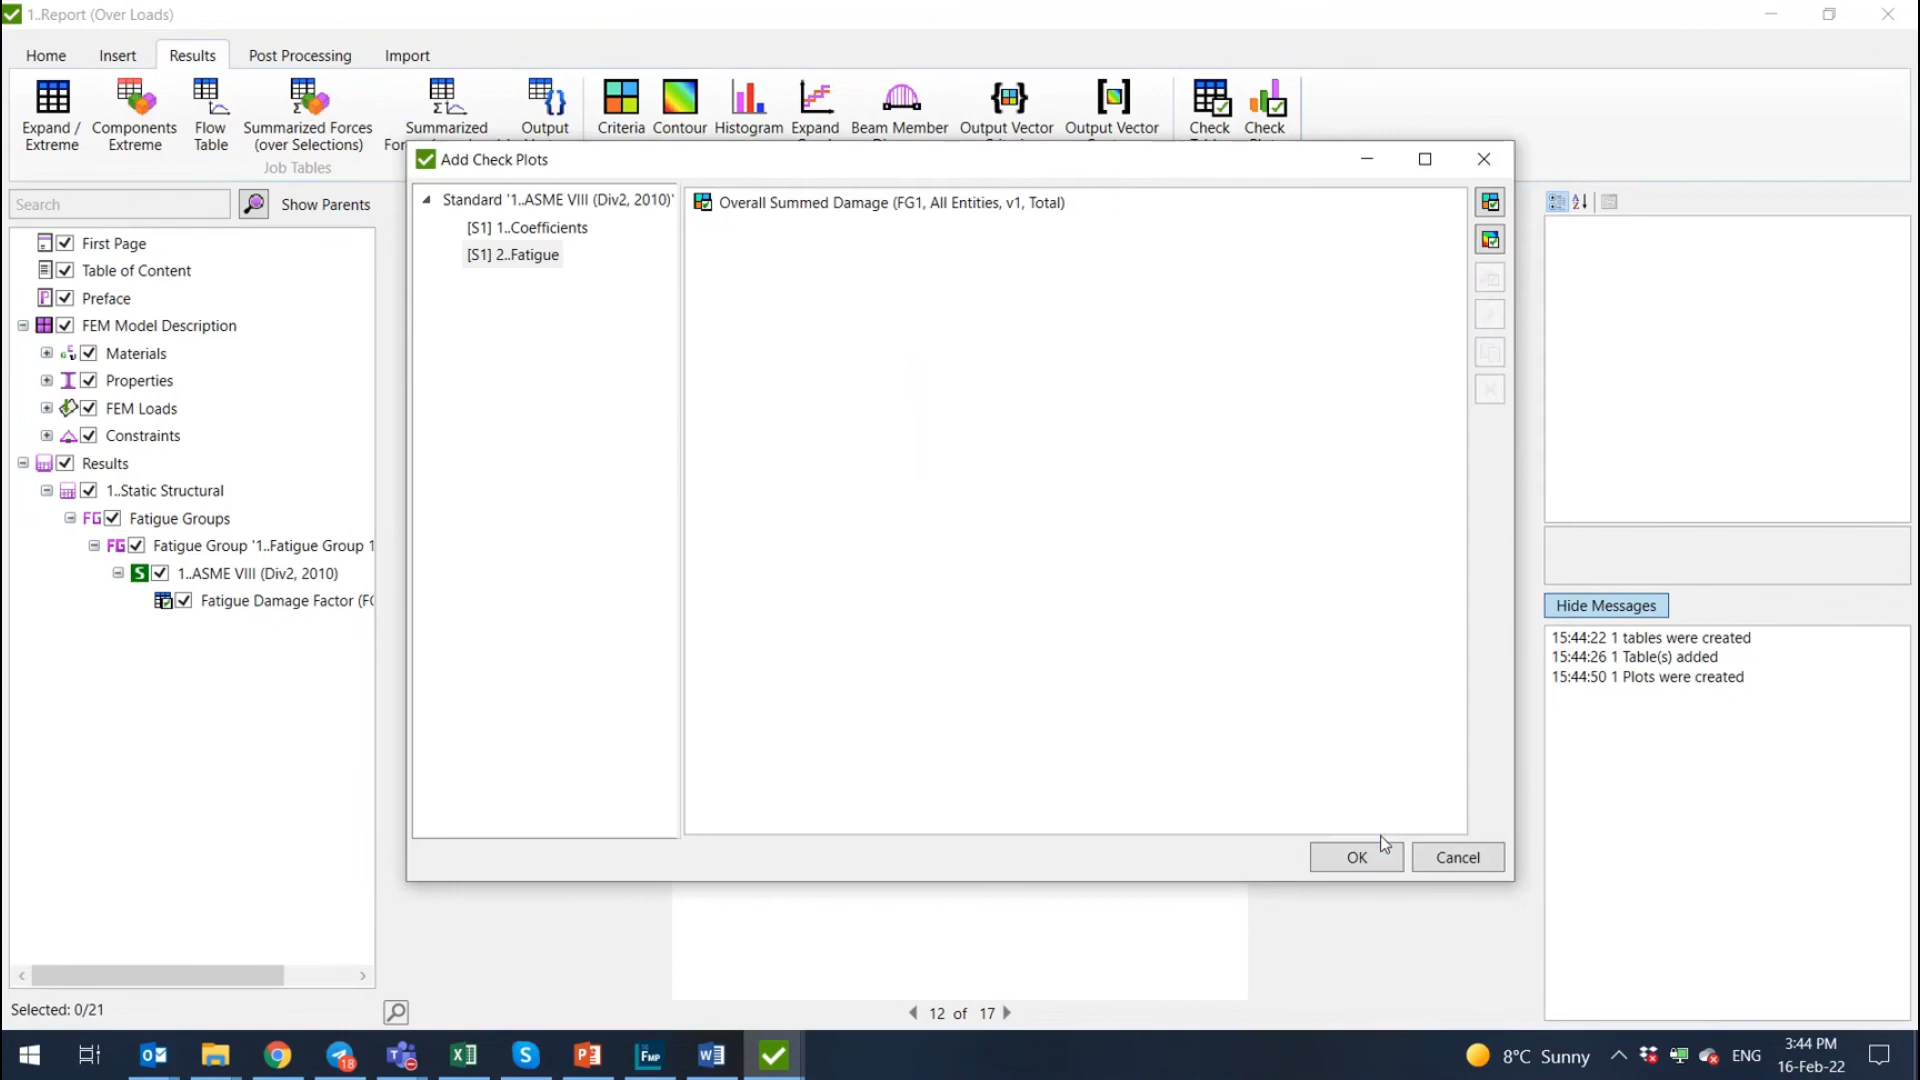 1..Report (Over Loads)
Home
Insert
Results
Post Processing
Import
Expand /
Extreme
Components
Extreme
Flow
Table
Summarized Forces
(over Selections)
Summarized
Output
Criteria
Contour
Histogram
Expand
Beam Member
Output Vector
Output Vector
Check
Check
Job Tables
Add Check Plots
Standard '1..ASME VIII (Div2, 2010)'
[S1] 1..Coefficients
[S1] 2..Fatigue
Overall Summed Damage (FG1, All Entities, v1, Total)
OK
Cancel
Search
Show Parents
First Page
Table of Content
Preface
FEM Model Description
Materials
Properties
FEM Loads
Constraints
Results
1..Static Structural
FG Fatigue Groups
FG Fatigue Group '1..Fatigue Group 1
S 1..ASME VIII (Div2, 2010)
Fatigue Damage Factor (FG
Selected: 0/21
12 of 17
Hide Messages
15:44:22 1 tables were created
15:44:26 1 Table(s) added
15:44:50 1 Plots were created
18
FMP
8°C Sunny
ENG
3:44 PM
16-Feb-22